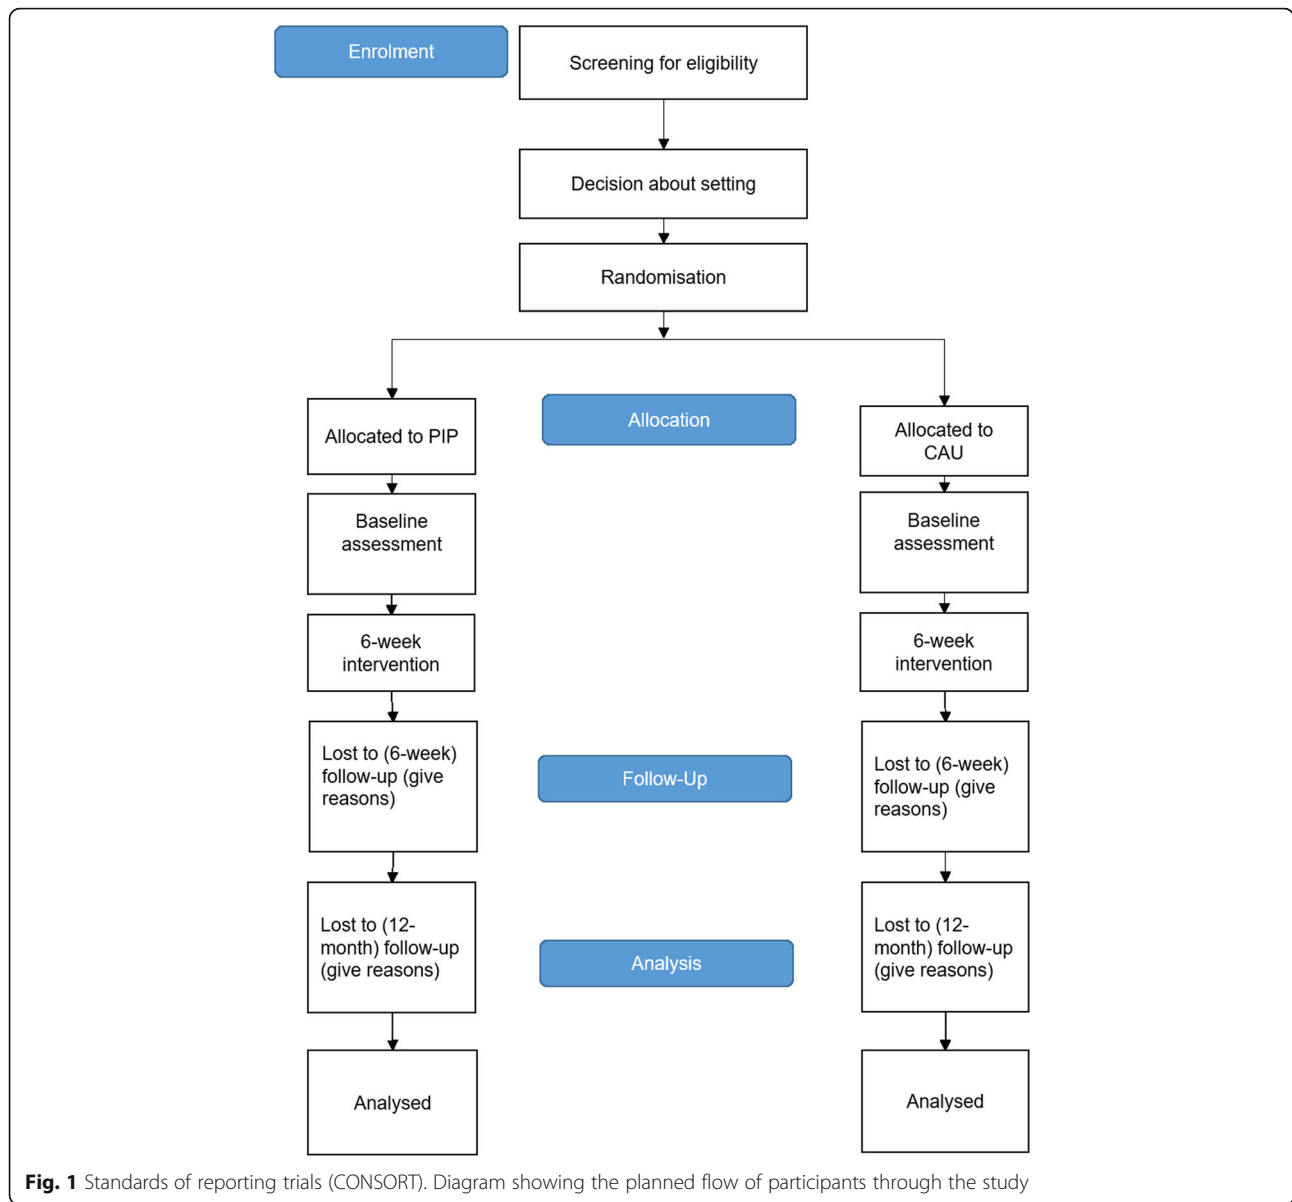 Enrolment
Screening for eligibility
Decision about setting
Randomisation
Allocation
Allocated to PIP
Allocated to
CAU
Baseline
assessment
Baseline
assessment
6-week
intervention
6-week
intervention
Follow-Up
Lost to (6-week)
follow-up (give
reasons)
Lost to (6-week)
follow-up (give
reasons)
Analysis
Lost to (12-
month) follow-up
(give reasons)
Lost to (12-
month) follow-up
(give reasons)
Analysed
Analysed
Fig. 1 Standards of reporting trials (CONSORT). Diagram showing the planned flow of participants through the study